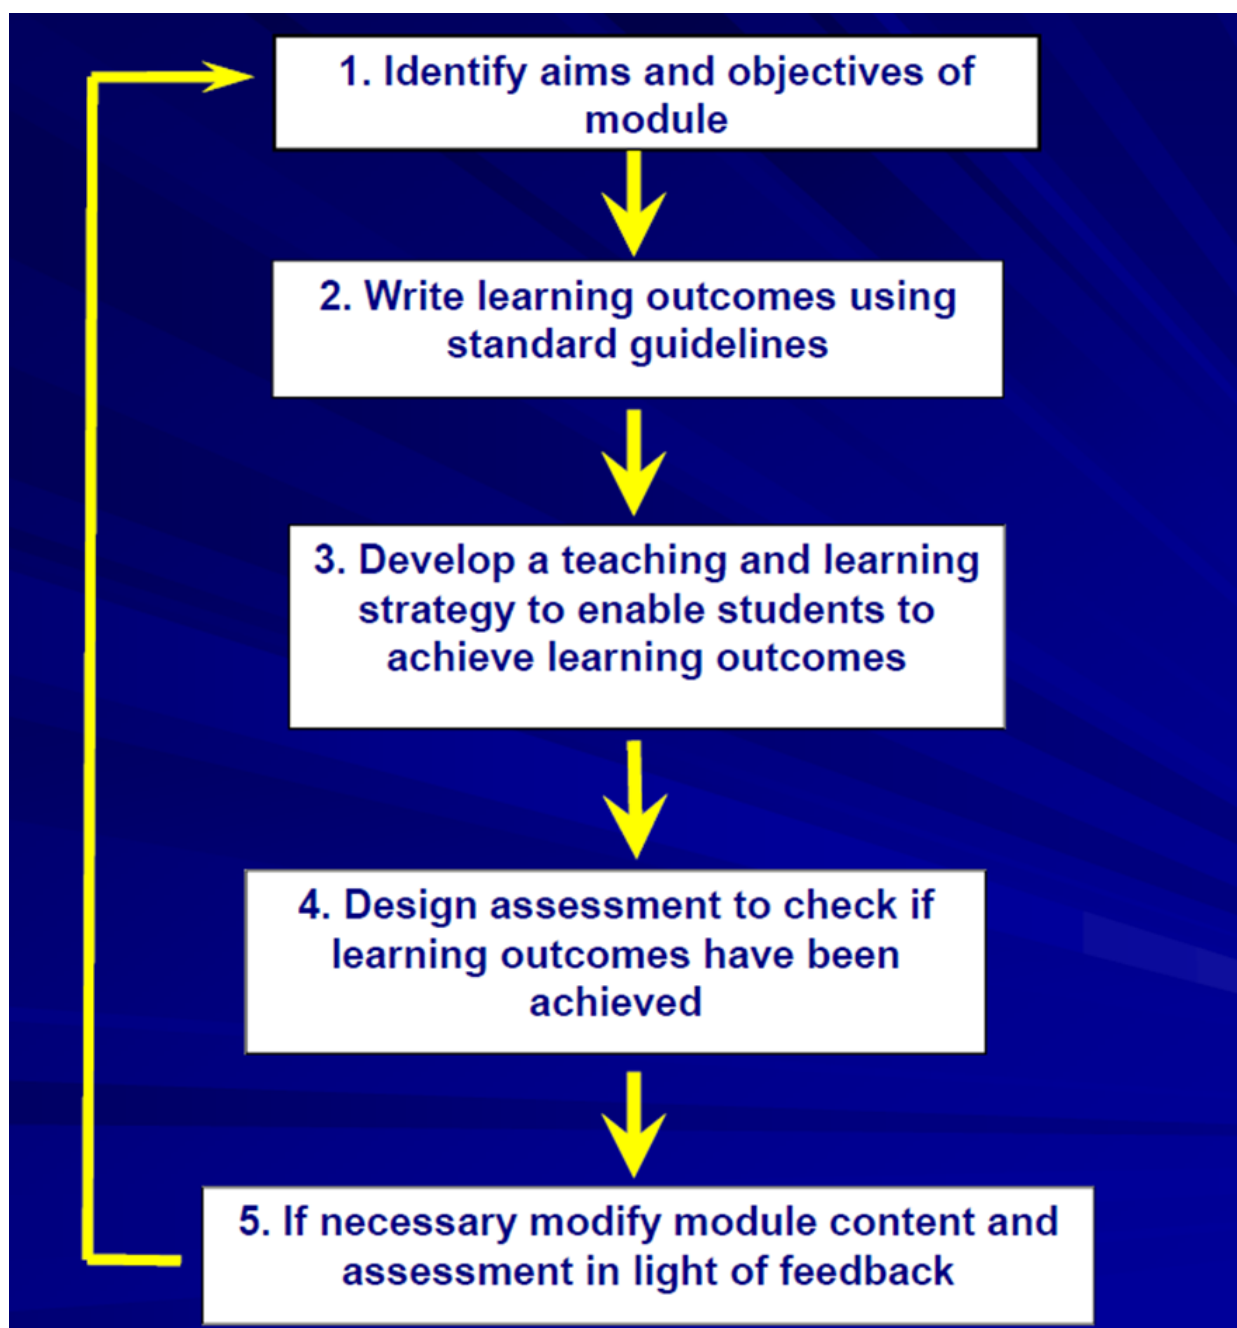 1. Identify aims and objectives of
module
2. Write learning outcomes using
standard guidelines
3. Develop a teaching and learning
strategy to enable students to
achieve learning outcomes
4. Design assessment to check if
learning outcomes have been
achieved
5. If necessary modify module content and
assessment in light of feedback